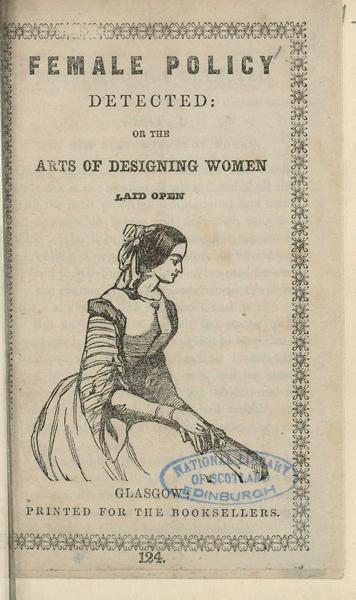 FEMALE POLICY
DETECTED:
OR THE
ARTS OF DESIGNING WOMEN
LAID OPEN
NATIONAL LIBRARY
OF SCOTLAND
EDINBURGH
GLASGOW:
PRINTED FOR THE BOOKSELLERS.
124.